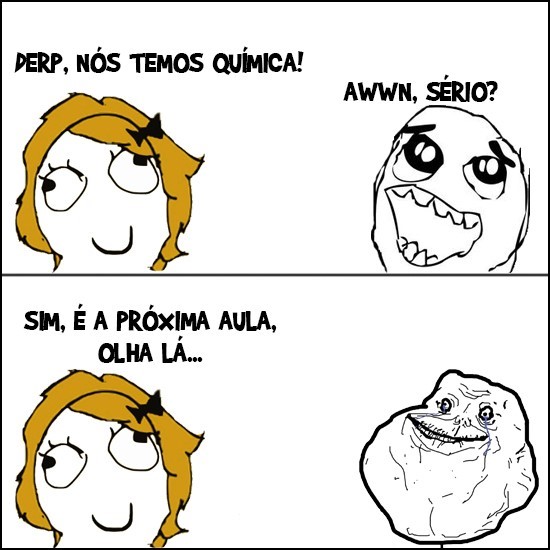 DERP, NÓS TEMOS QUÍMICA!
AWWN, SÉRIO?
SIM, É A PRÓXIMA AULA,
OLHA LÁ...